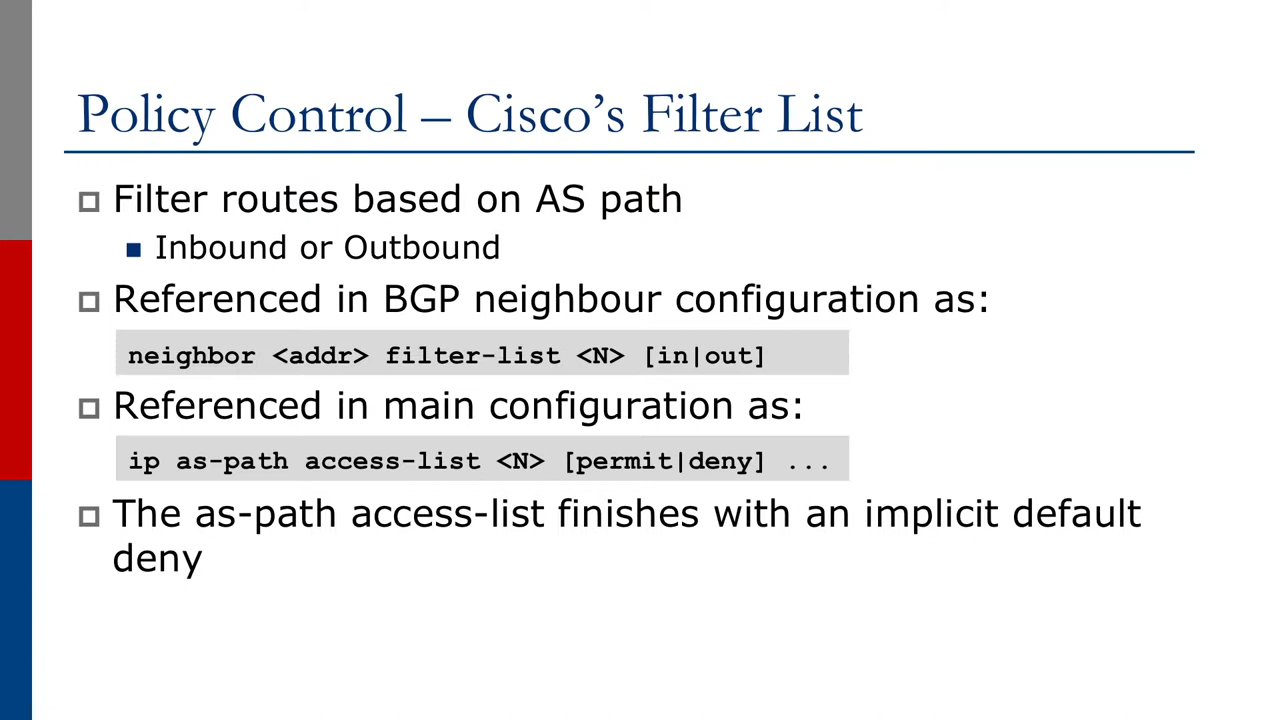 Policy Control – Cisco’s Filter List
Filter routes based on AS path
Inbound or Outbound
Referenced in BGP neighbour configuration as:
neighbor <addr> filter-list <N> [in|out]
Referenced in main configuration as:
ip as-path access-list <N> [permit|deny] ...
The as-path access-list finishes with an implicit default
deny